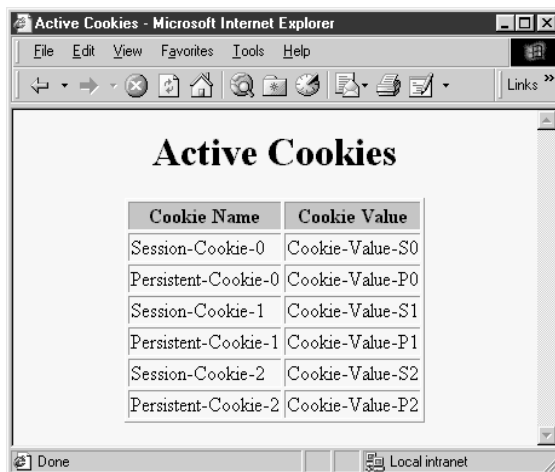 Active Cookies - Microsoft Internet Explorer
File Edit View Favorites Tools Help
Links »
Active Cookies
Cookie Name Cookie Value
Session-Cookie-0 Cookie-Value-S0
Persistent-Cookie-0 Cookie-Value-P0
Session-Cookie-1 Cookie-Value-S1
Persistent-Cookie-1 Cookie-Value-P1
Session-Cookie-2 Cookie-Value-S2
Persistent-Cookie-2 Cookie-Value-P2
Done Local intranet